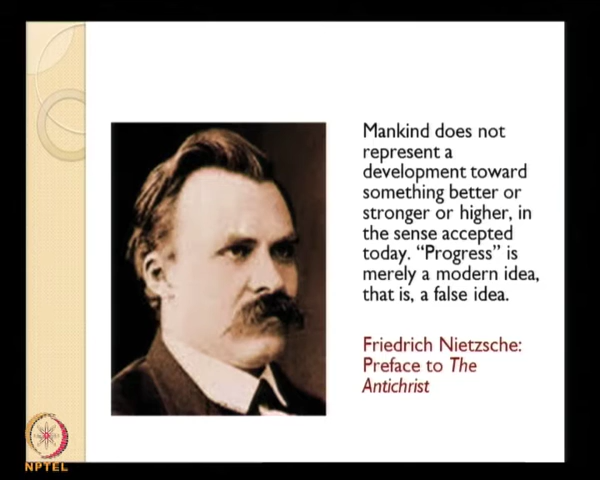 Mankind does not
represent a
development toward
something better or
stronger or higher, in
the sense accepted
today. “Progress” is
merely a modern idea,
that is, a false idea.
Friedrich Nietzsche:
Preface to The
Antichrist
NPTEL